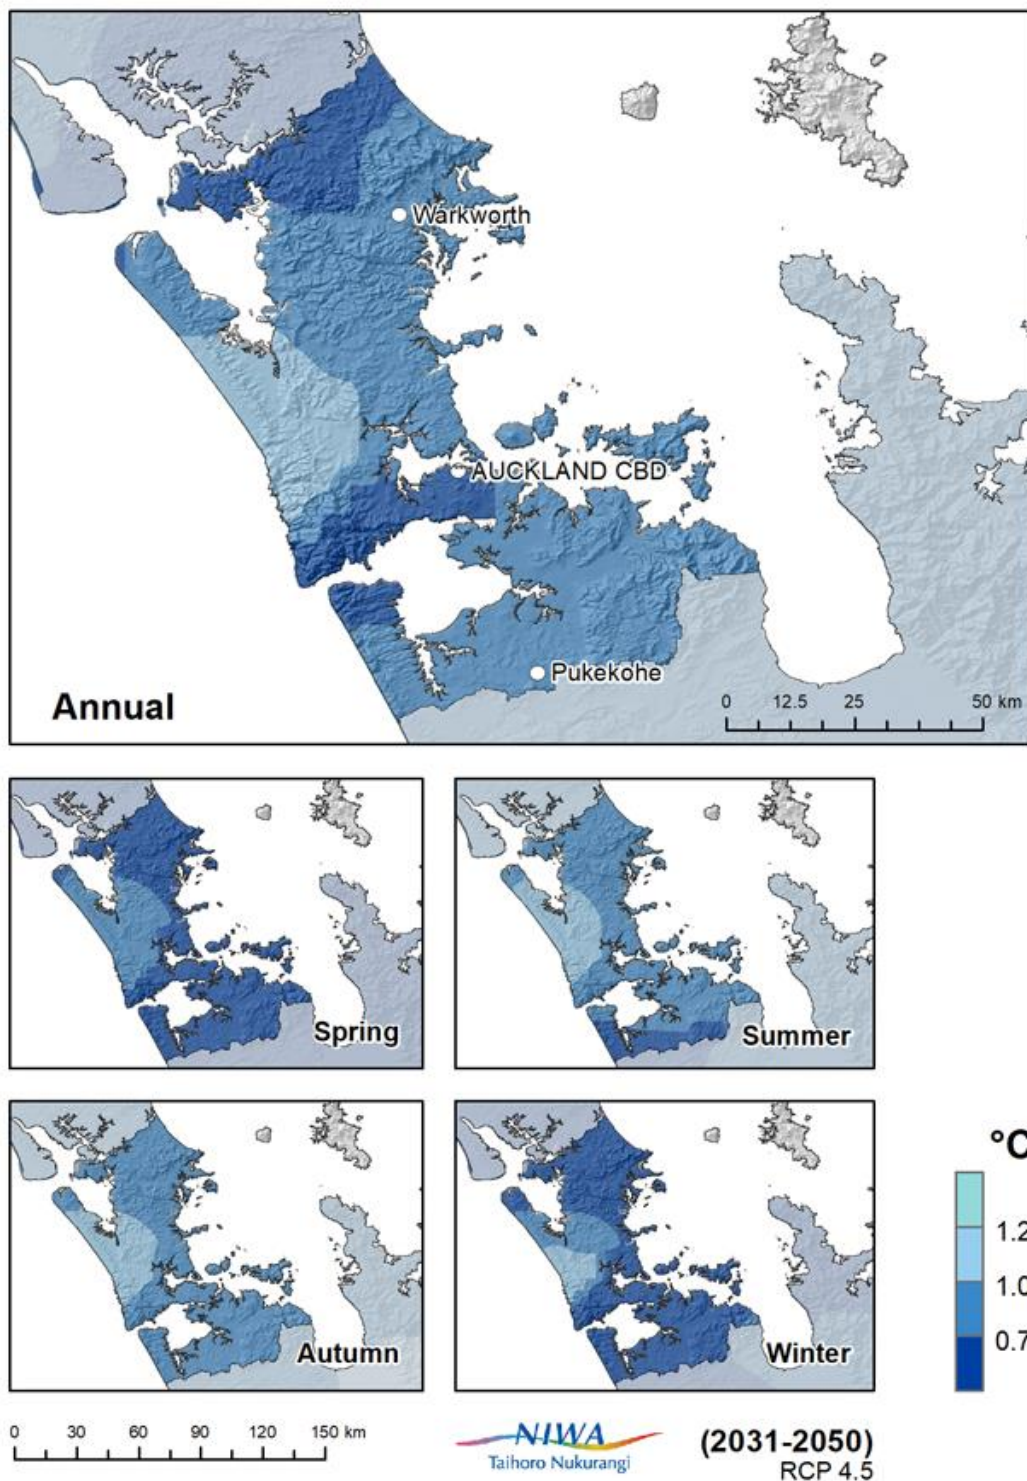 Warkworth
AUCKLAND CBD
Pukekohe
Annual
0 12.5 25 50 km
Spring
Summer
Autumn
Winter
°C
1.2
1.0
0.7
0 30 60 90 120 150 km
NIWA
Taihoro Nukurangi
(2031-2050)
RCP 4.5